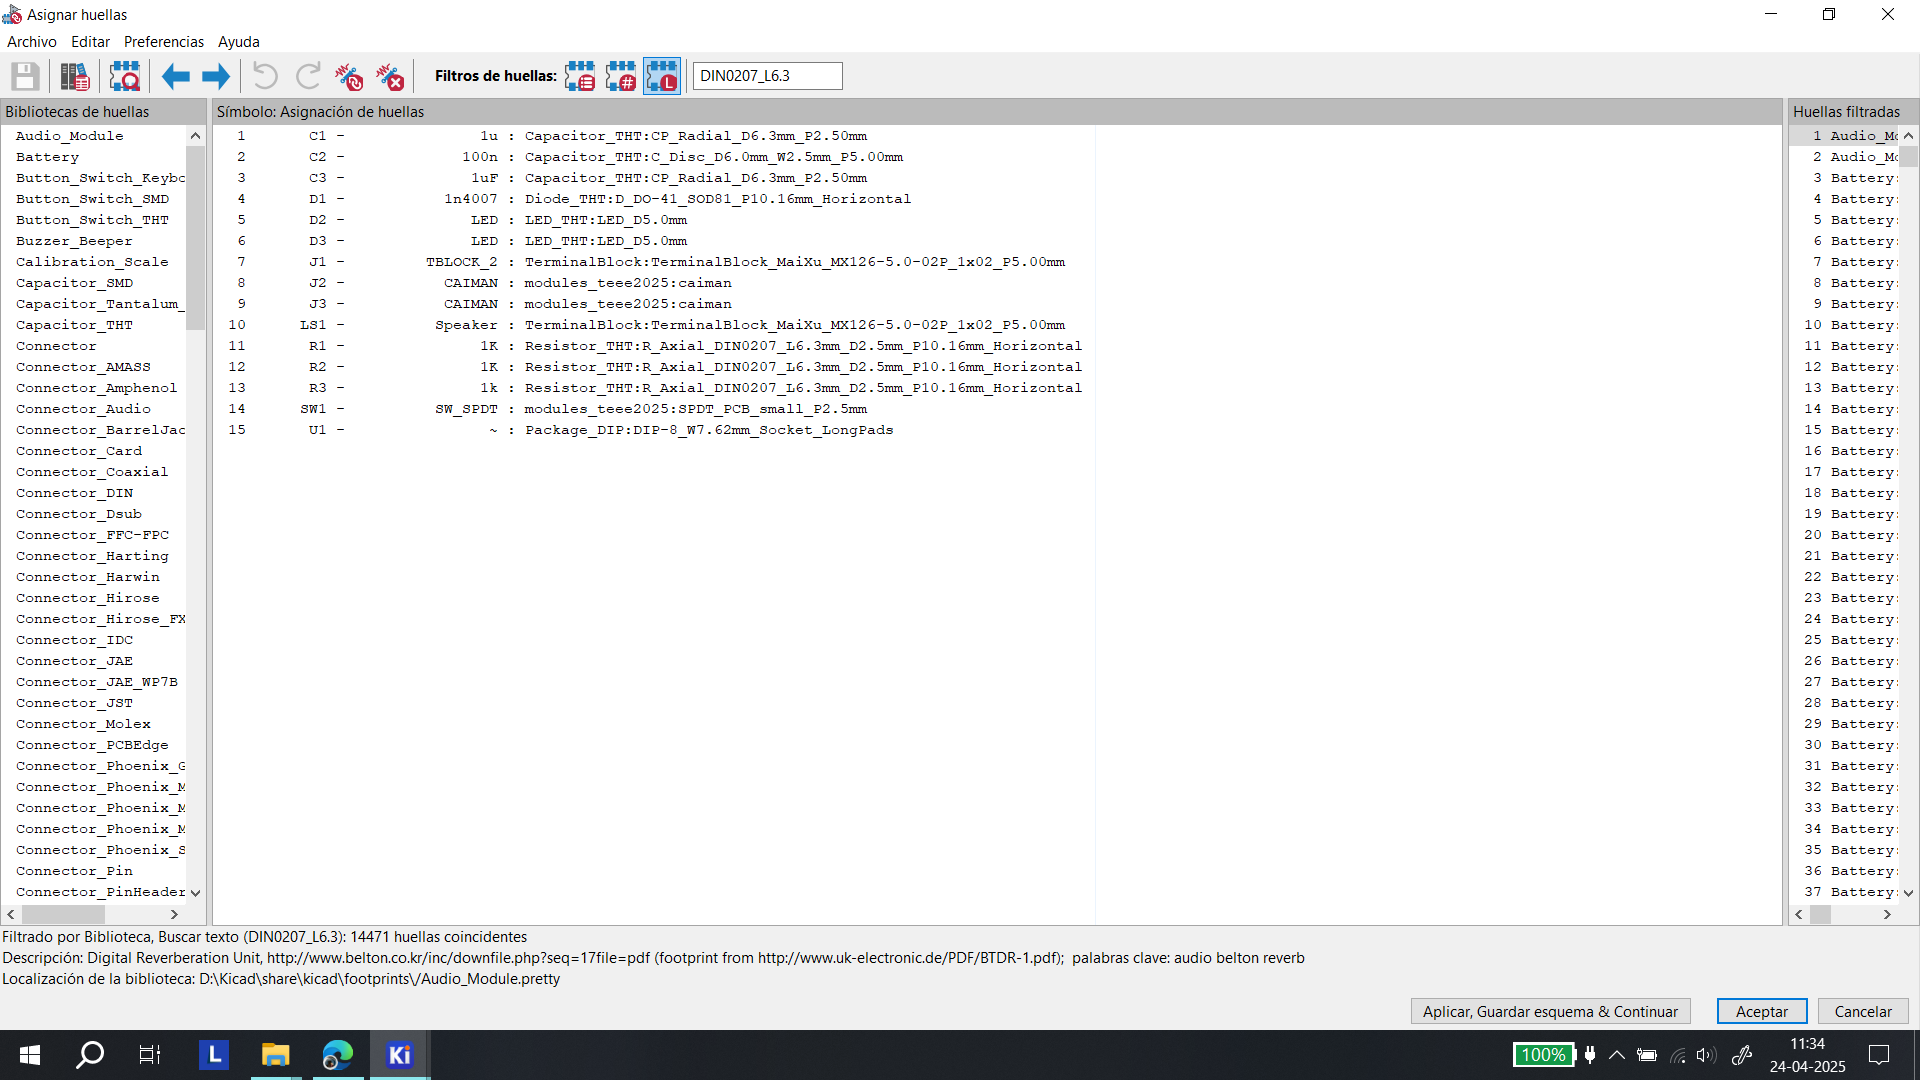 Asignar huellas
Archivo Editar Preferencias Ayuda
Filtros de huellas: DIN0207_L6.3
Bibliotecas de huellas
Audio_Module
Battery
Button_Switch_Keybo
Button_Switch_SMD
Button_Switch_THT
Buzzer_Beeper
Calibration_Scale
Capacitor_SMD
Capacitor_Tantalum_
Capacitor_THT
Connector
Connector_AMASS
Connector_Amphenol
Connector_Audio
Connector_BarrelJac
Connector_Card
Connector_Coaxial
Connector_DIN
Connector_Dsub
Connector_FFC-FPC
Connector_Harting
Connector_Harwin
Connector_Hirose
Connector_Hirose_FX
Connector_IDC
Connector_JAE
Connector_JAE_WP7B
Connector_JST
Connector_Molex
Connector_PCBEdge
Connector_Phoenix_G
Connector_Phoenix_M
Connector_Phoenix_M
Connector_Phoenix_M
Connector_Phoenix_S
Connector_Pin
Connector_PinHeader
Símbolo: Asignación de huellas
1 C1 - 1u : Capacitor_THT:CP_Radial_D6.3mm_P2.50mm
2 C2 - 100n : Capacitor_THT:C_Disc_D6.0mm_W2.5mm_P5.00mm
3 C3 - 1uF : Capacitor_THT:CP_Radial_D6.3mm_P2.50mm
4 D1 - 1n4007 : Diode_THT:D_DO-41_SOD81_P10.16mm_Horizontal
5 D2 - LED : LED_THT:LED_D5.0mm
6 D3 - LED : LED_THT:LED_D5.0mm
7 J1 - TBLOCK_2 : TerminalBlock:TerminalBlock_MaiXu_MX126-5.0-02P_1x02_P5.00mm
8 J2 - CAIMAN : modules_teee2025:caiman
9 J3 - CAIMAN : modules_teee2025:caiman
10 LS1 - Speaker : TerminalBlock:TerminalBlock_MaiXu_MX126-5.0-02P_1x02_P5.00mm
11 R1 - 1K : Resistor_THT:R_Axial_DIN0207_L6.3mm_D2.5mm_P10.16mm_Horizontal
12 R2 - 1K : Resistor_THT:R_Axial_DIN0207_L6.3mm_D2.5mm_P10.16mm_Horizontal
13 R3 - 1k : Resistor_THT:R_Axial_DIN0207_L6.3mm_D2.5mm_P10.16mm_Horizontal
14 SW1 - SW_SPDT : modules_teee2025:SPDT_PCB_small_P2.5mm
15 U1 - ~ : Package_DIP:DIP-8_W7.62mm_Socket_LongPads
Huellas filtradas
1 Audio_Mo
2 Audio_Mo
3 Battery:
4 Battery:
5 Battery:
6 Battery:
7 Battery:
8 Battery:
9 Battery:
10 Battery:
11 Battery:
12 Battery:
13 Battery:
14 Battery:
15 Battery:
16 Battery:
17 Battery:
18 Battery:
19 Battery:
20 Battery:
21 Battery:
22 Battery:
23 Battery:
24 Battery:
25 Battery:
26 Battery:
27 Battery:
28 Battery:
29 Battery:
30 Battery:
31 Battery:
32 Battery:
33 Battery:
34 Battery:
35 Battery:
36 Battery:
37 Battery:
Filtrado por Biblioteca, Buscar texto (DIN0207_L6.3): 14471 huellas coincidentes
Descripción: Digital Reverberation Unit, http://www.belton.co.kr/inc/downfile.php?seq=17file=pdf (footprint from http://www.uk-electronic.de/PDF/BTDR-1.pdf); palabras clave: audio belton reverb
Localización de la biblioteca: D:\Kicad\share\kicad\footprints\/Audio_Module.pretty
Aplicar, Guardar esquema & Continuar Aceptar Cancelar
L
Ki
100%
11:34
24-04-2025